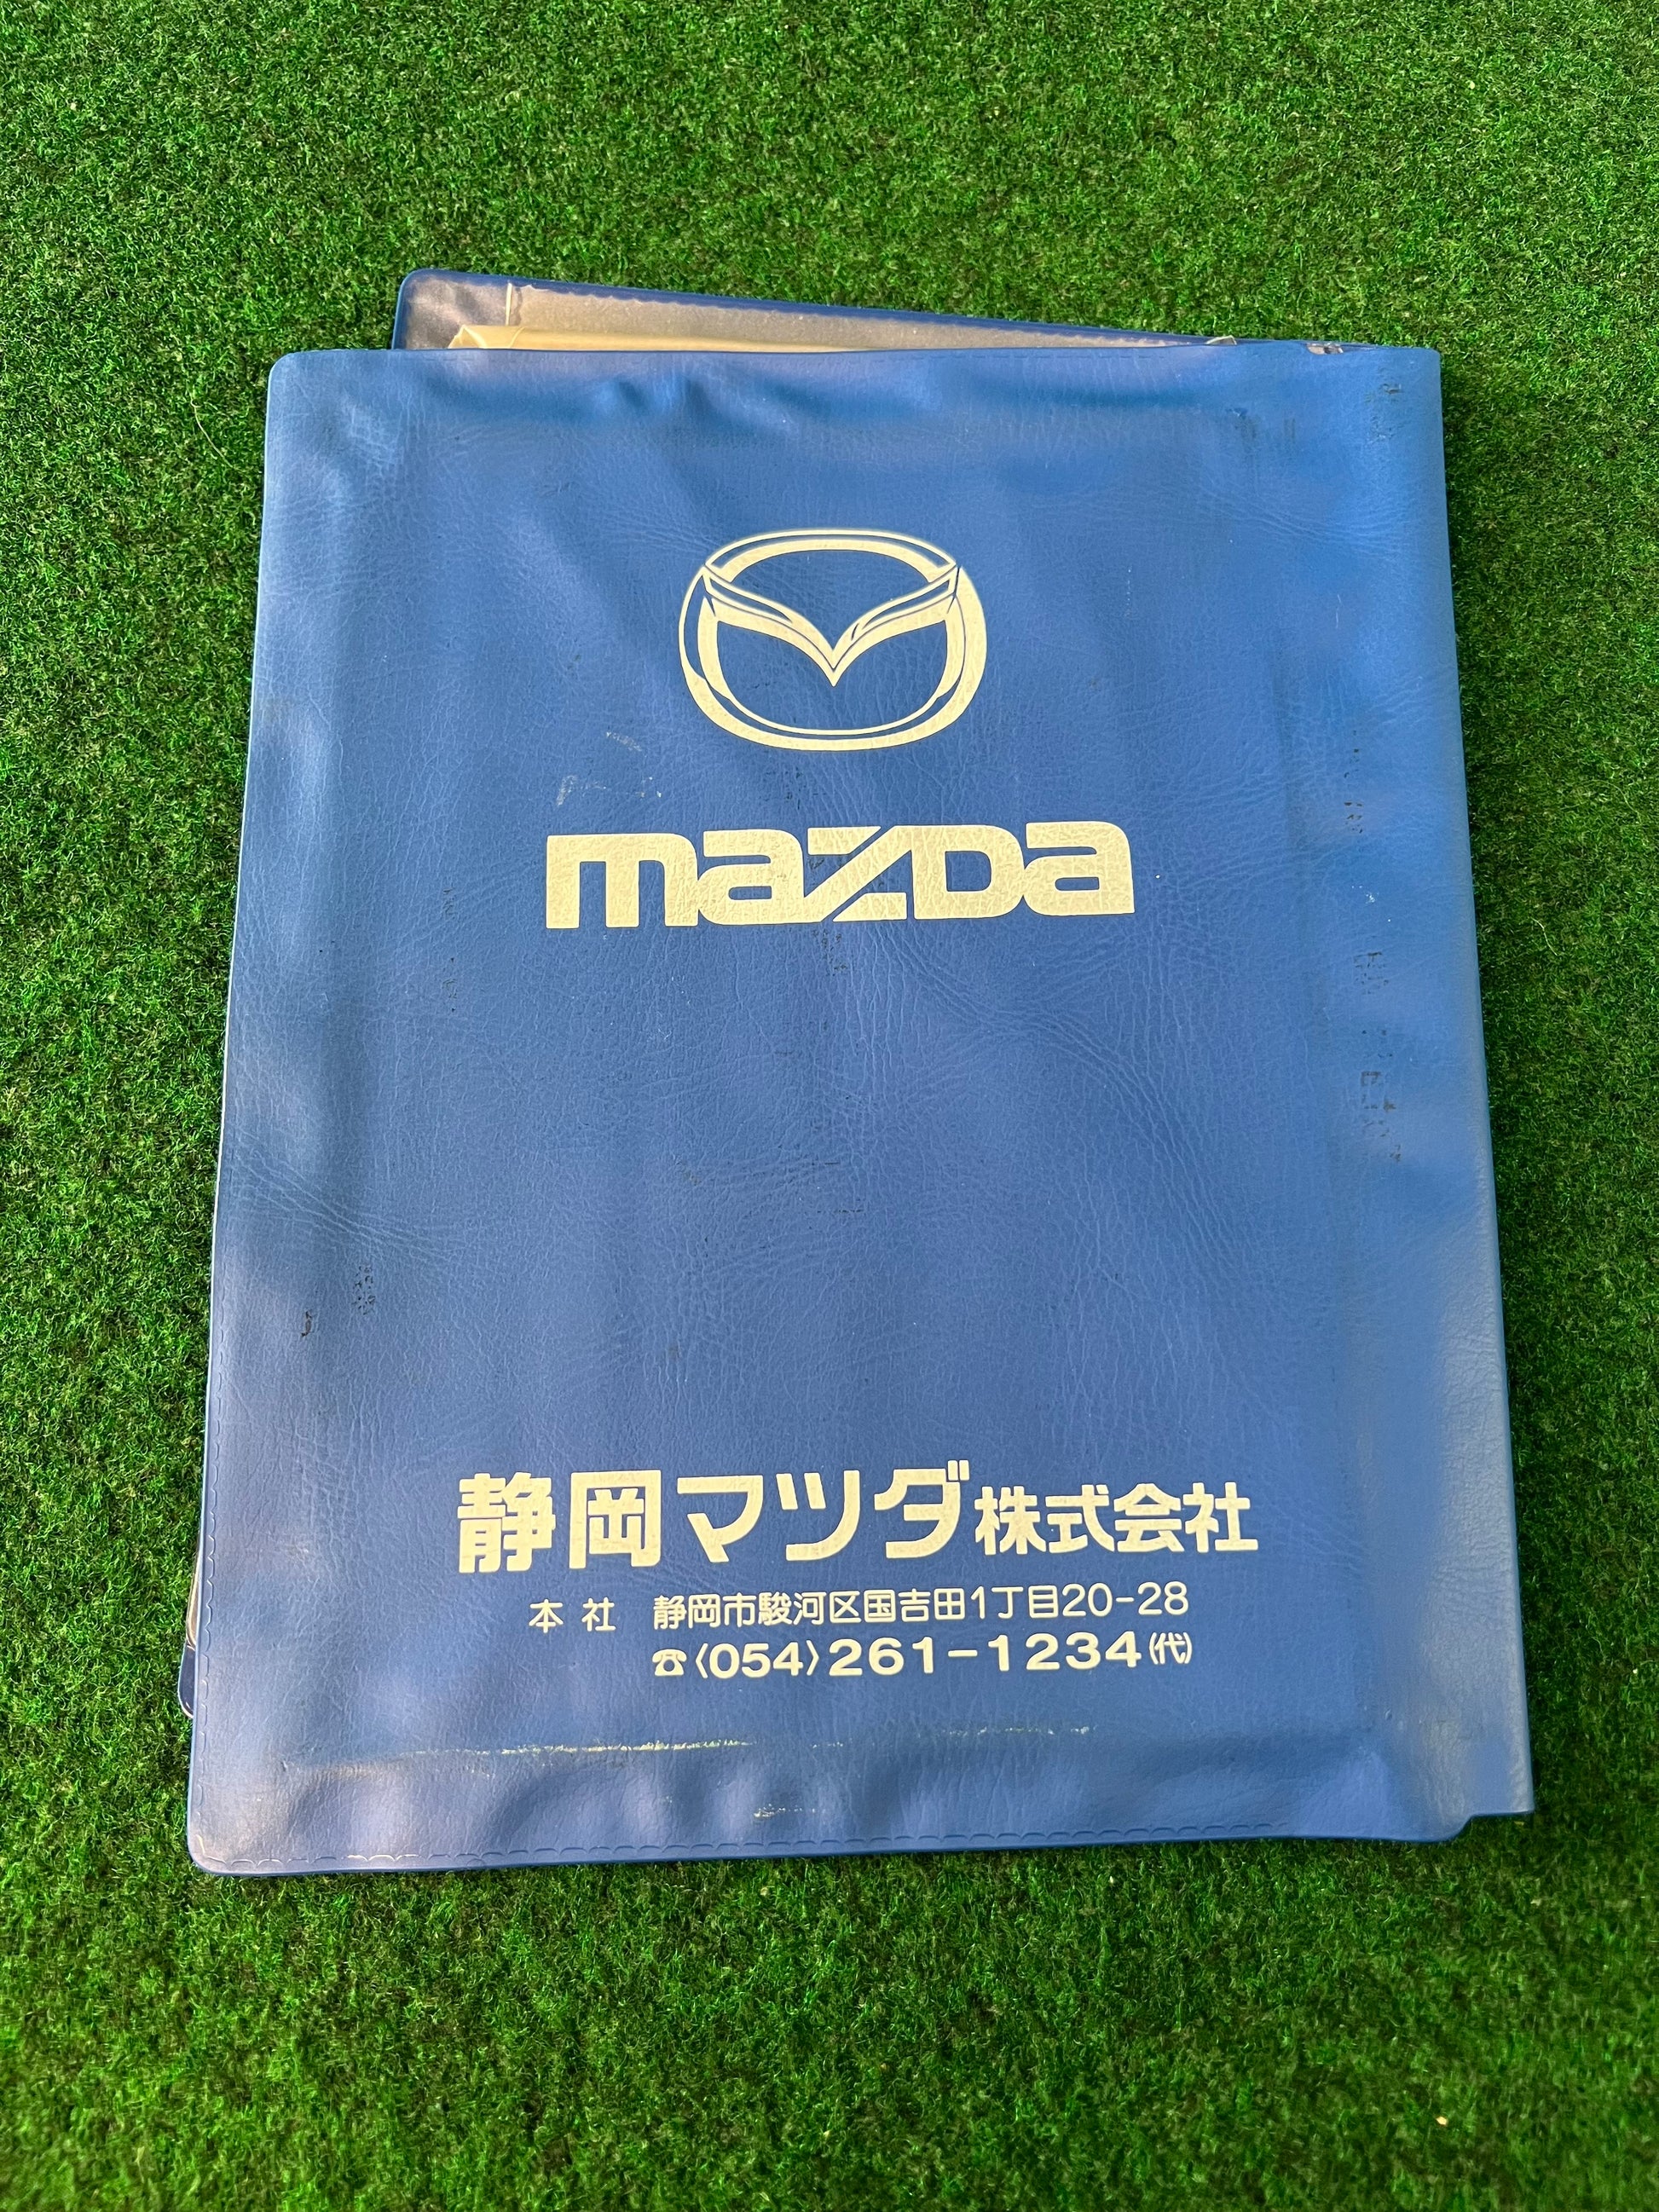 mazda
静岡マツダ株式会社
本社 静岡市駿河区国吉田1丁目20-28
☎〈054〉261-1234㈹